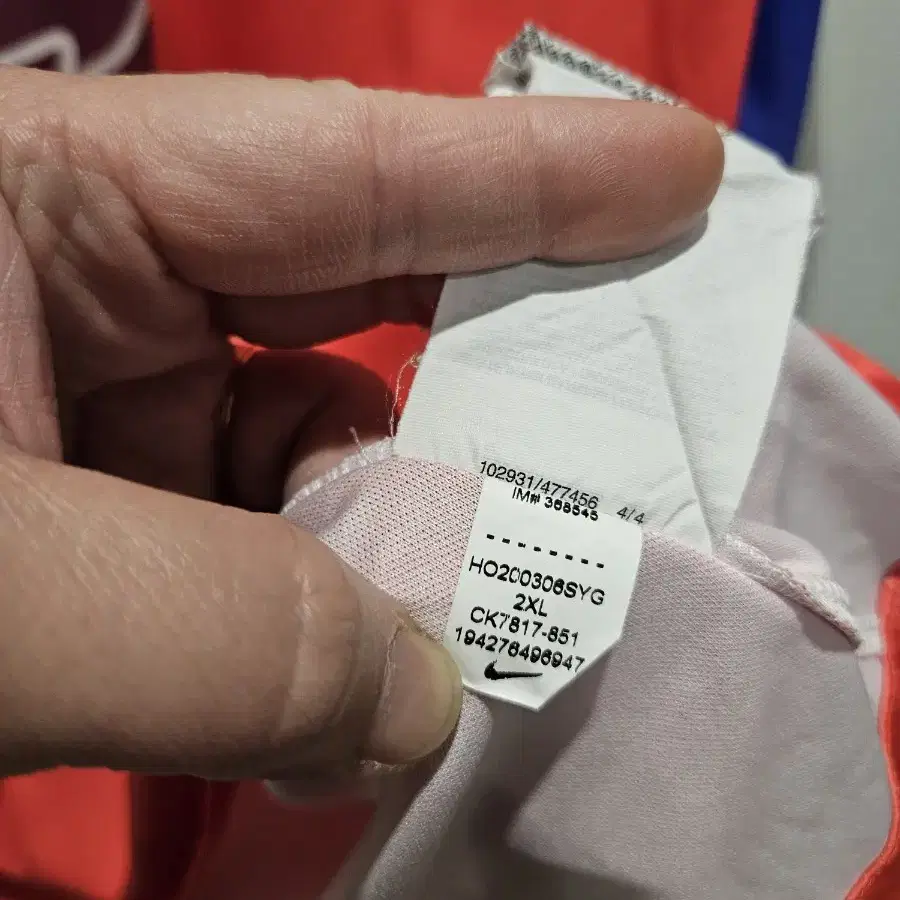 102931/477456 4/4
IM# 368545
-------
HO200306SYG
2XL
CK7817-851
194276496947